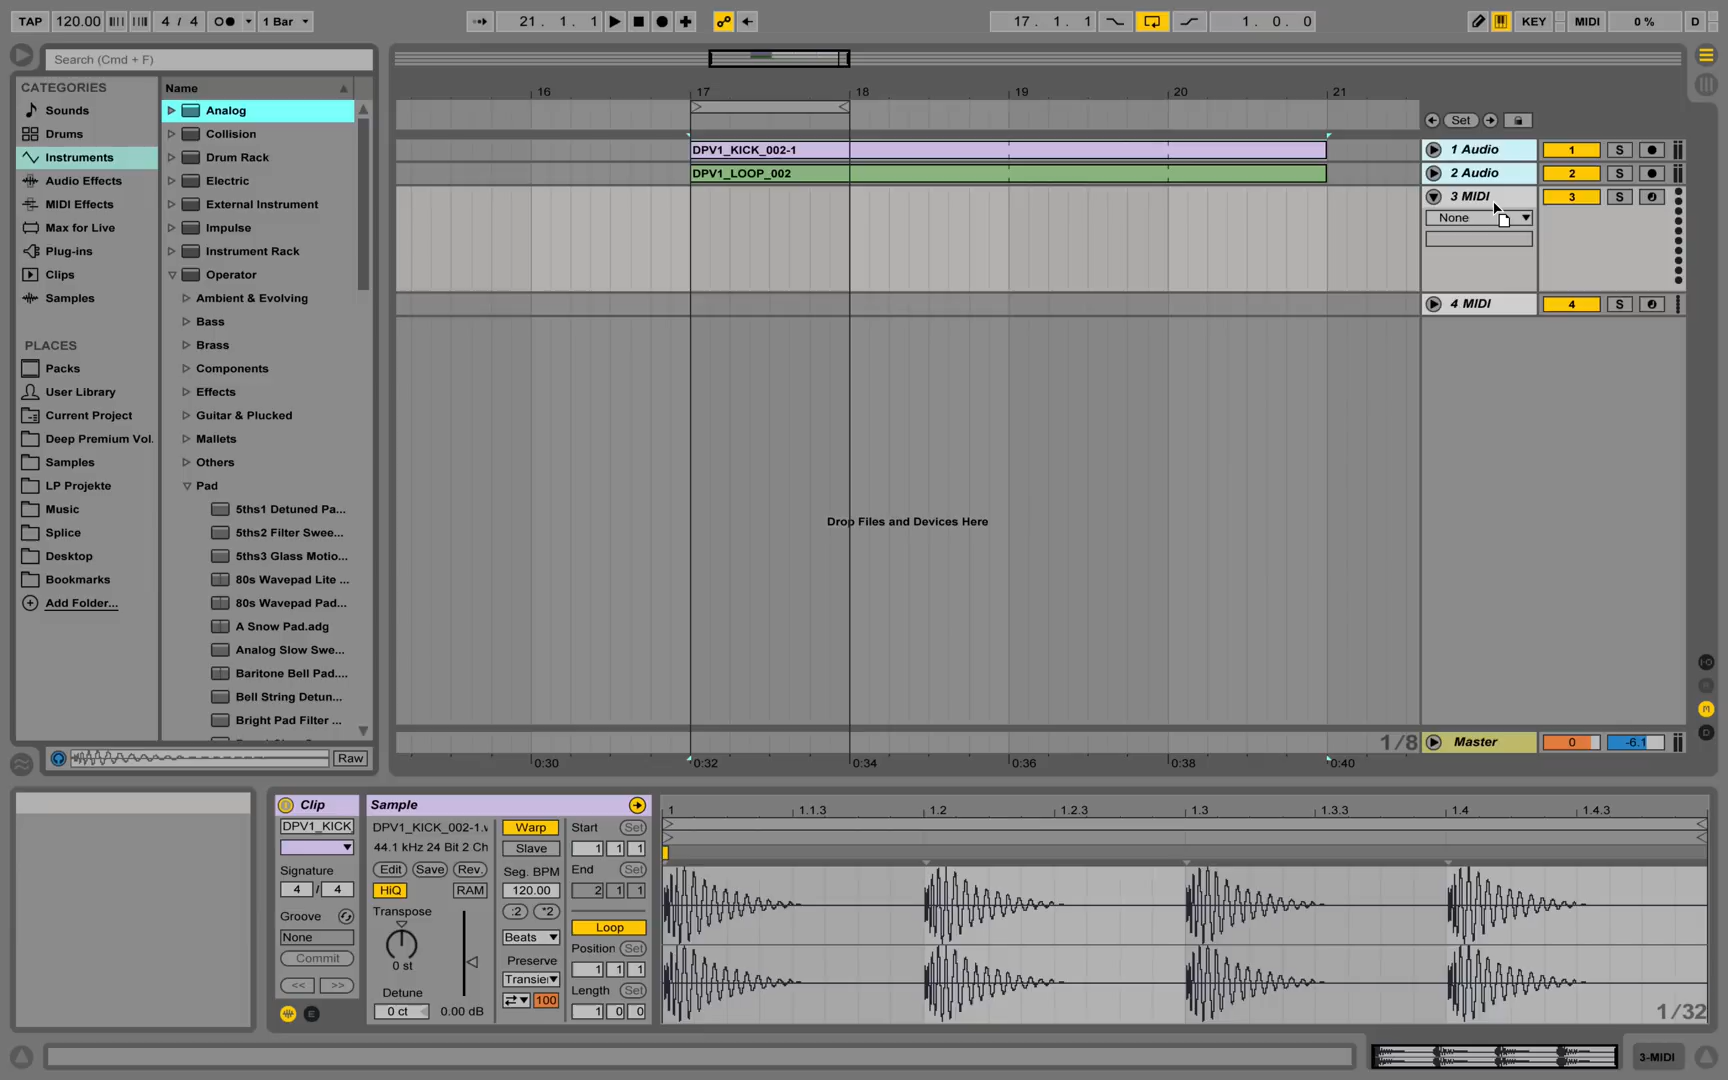 TAP 120.00 4 / 4 1 Bar 21 . 1 . 1 17 . 1 . 1 1 . 0 . 0 KEY MIDI 0 % D
Search (Cmd + F)
CATEGORIES
Sounds
Drums
Instruments
Audio Effects
MIDI Effects
Max for Live
Plug-ins
Clips
Samples
PLACES
Packs
User Library
Current Project
Deep Premium Vol.
Samples
LP Projekte
Music
Splice
Desktop
Bookmarks
Add Folder...
Name
Analog
Collision
Drum Rack
Electric
External Instrument
Impulse
Instrument Rack
Operator
Ambient & Evolving
Bass
Brass
Components
Effects
Guitar & Plucked
Mallets
Others
Pad
5ths1 Detuned Pa...
5ths2 Filter Swee...
5ths3 Glass Motio...
80s Wavepad Lite ...
80s Wavepad Pad...
A Snow Pad.adg
Analog Slow Swe...
Baritone Bell Pad....
Bell String Detun...
Bright Pad Filter ...
Raw
16 17 18 19 20 21
Set
DPV1_KICK_002-1
1 Audio 1 S
DPV1_LOOP_002
2 Audio 2 S
3 MIDI 3 S
None
4 MIDI 4 S
Drop Files and Devices Here
1/8
Master 0 -6.1
0:30 0:32 0:34 0:36 0:38 0:40
I-O
R
M
D
Clip
DPV1_KICK
Signature
4 / 4
Groove
None
Commit
<< >>
E
Sample
DPV1_KICK_002-1.
44.1 kHz 24 Bit 2 Ch
Edit Save Rev.
HiQ RAM
Transpose
0 st
Detune
0 ct 0.00 dB
Warp
Slave
Seg. BPM
120.00
:2 *2
Beats
Preserve
Transie
100
Start Set
1 1 1
End Set
2 1 1
Loop
Position Set
1 1 1
Length Set
1 0 0
1 1.1.3 1.2 1.2.3 1.3 1.3.3 1.4 1.4.3
1/32
3-MIDI